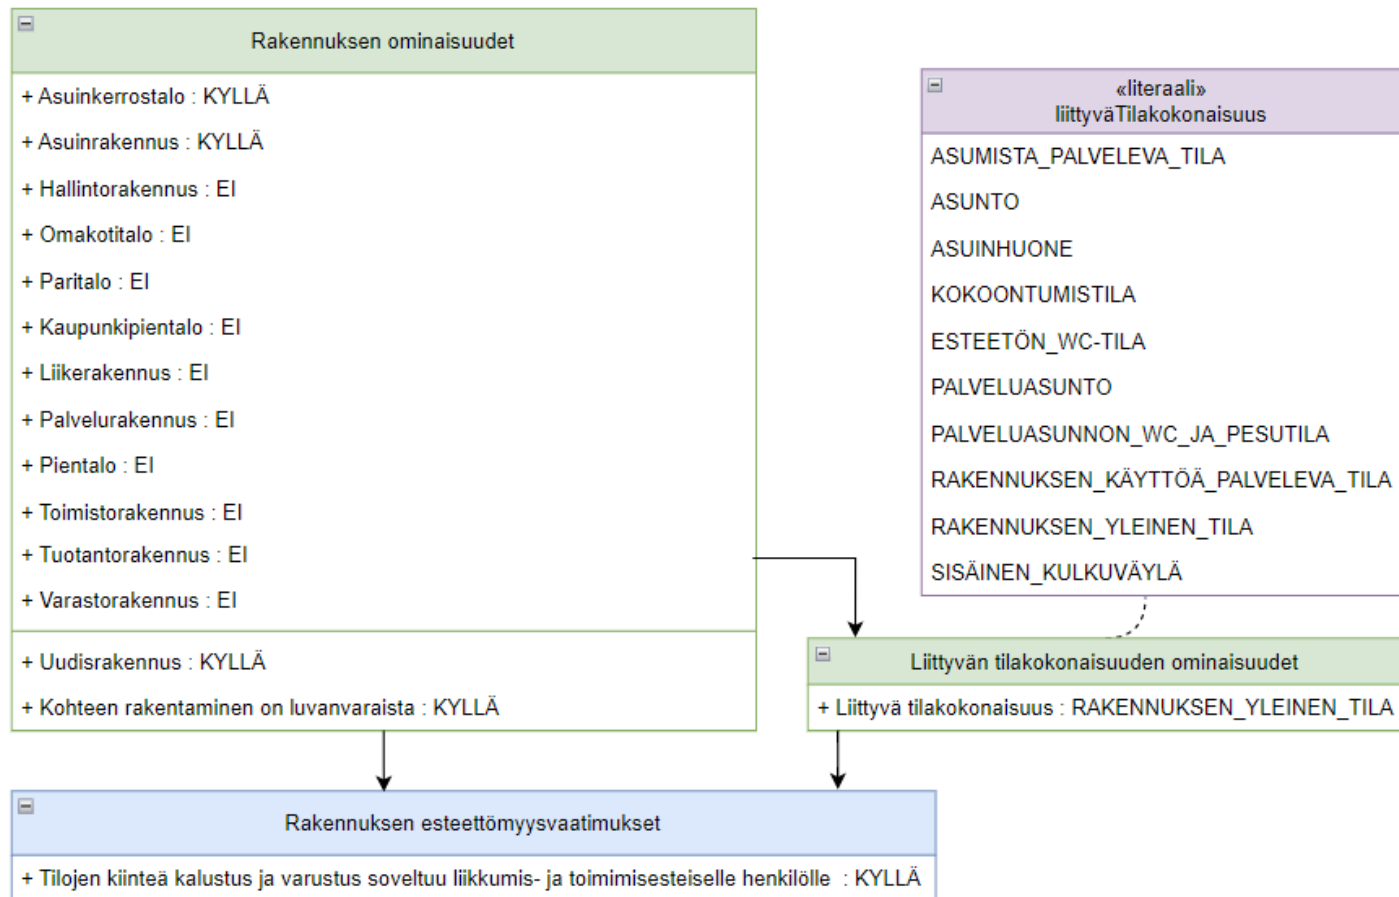 Rakennuksen ominaisuudet
+ Asuinkerrostalo : KYLLÄ
+ Asuinrakennus : KYLLÄ
+ Hallintorakennus : EI
+ Omakotitalo : EI
+ Paritalo : EI
+ Kaupunkipientalo : EI
+ Liikerakennus : EI
+ Palvelurakennus : EI
+ Pientalo : EI
+ Toimistorakennus : EI
+ Tuotantorakennus : EI
+ Varastorakennus : EI
+ Uudisrakennus : KYLLÄ
+ Kohteen rakentaminen on luvanvaraista : KYLLÄ
«literaali»
liittyväTilakokonaisuus
ASUMISTA_PALVELEVA_TILA
ASUNTO
ASUINHUONE
KOKOONTUMISTILA
ESTEETÖN_WC-TILA
PALVELUASUNTO
PALVELUASUNNON_WC_JA_PESUTILA
RAKENNUKSEN_KÄYTTÖÄ_PALVELEVA_TILA
RAKENNUKSEN_YLEINEN_TILA
SISÄINEN_KULKUVÄYLÄ
Liittyvän tilakokonaisuuden ominaisuudet
+ Liittyvä tilakokonaisuus : RAKENNUKSEN_YLEINEN_TILA
Rakennuksen esteettömyysvaatimukset
+ Tilojen kiinteä kalustus ja varustus soveltuu liikkumis- ja toimimisesteiselle henkilölle : KYLLÄ